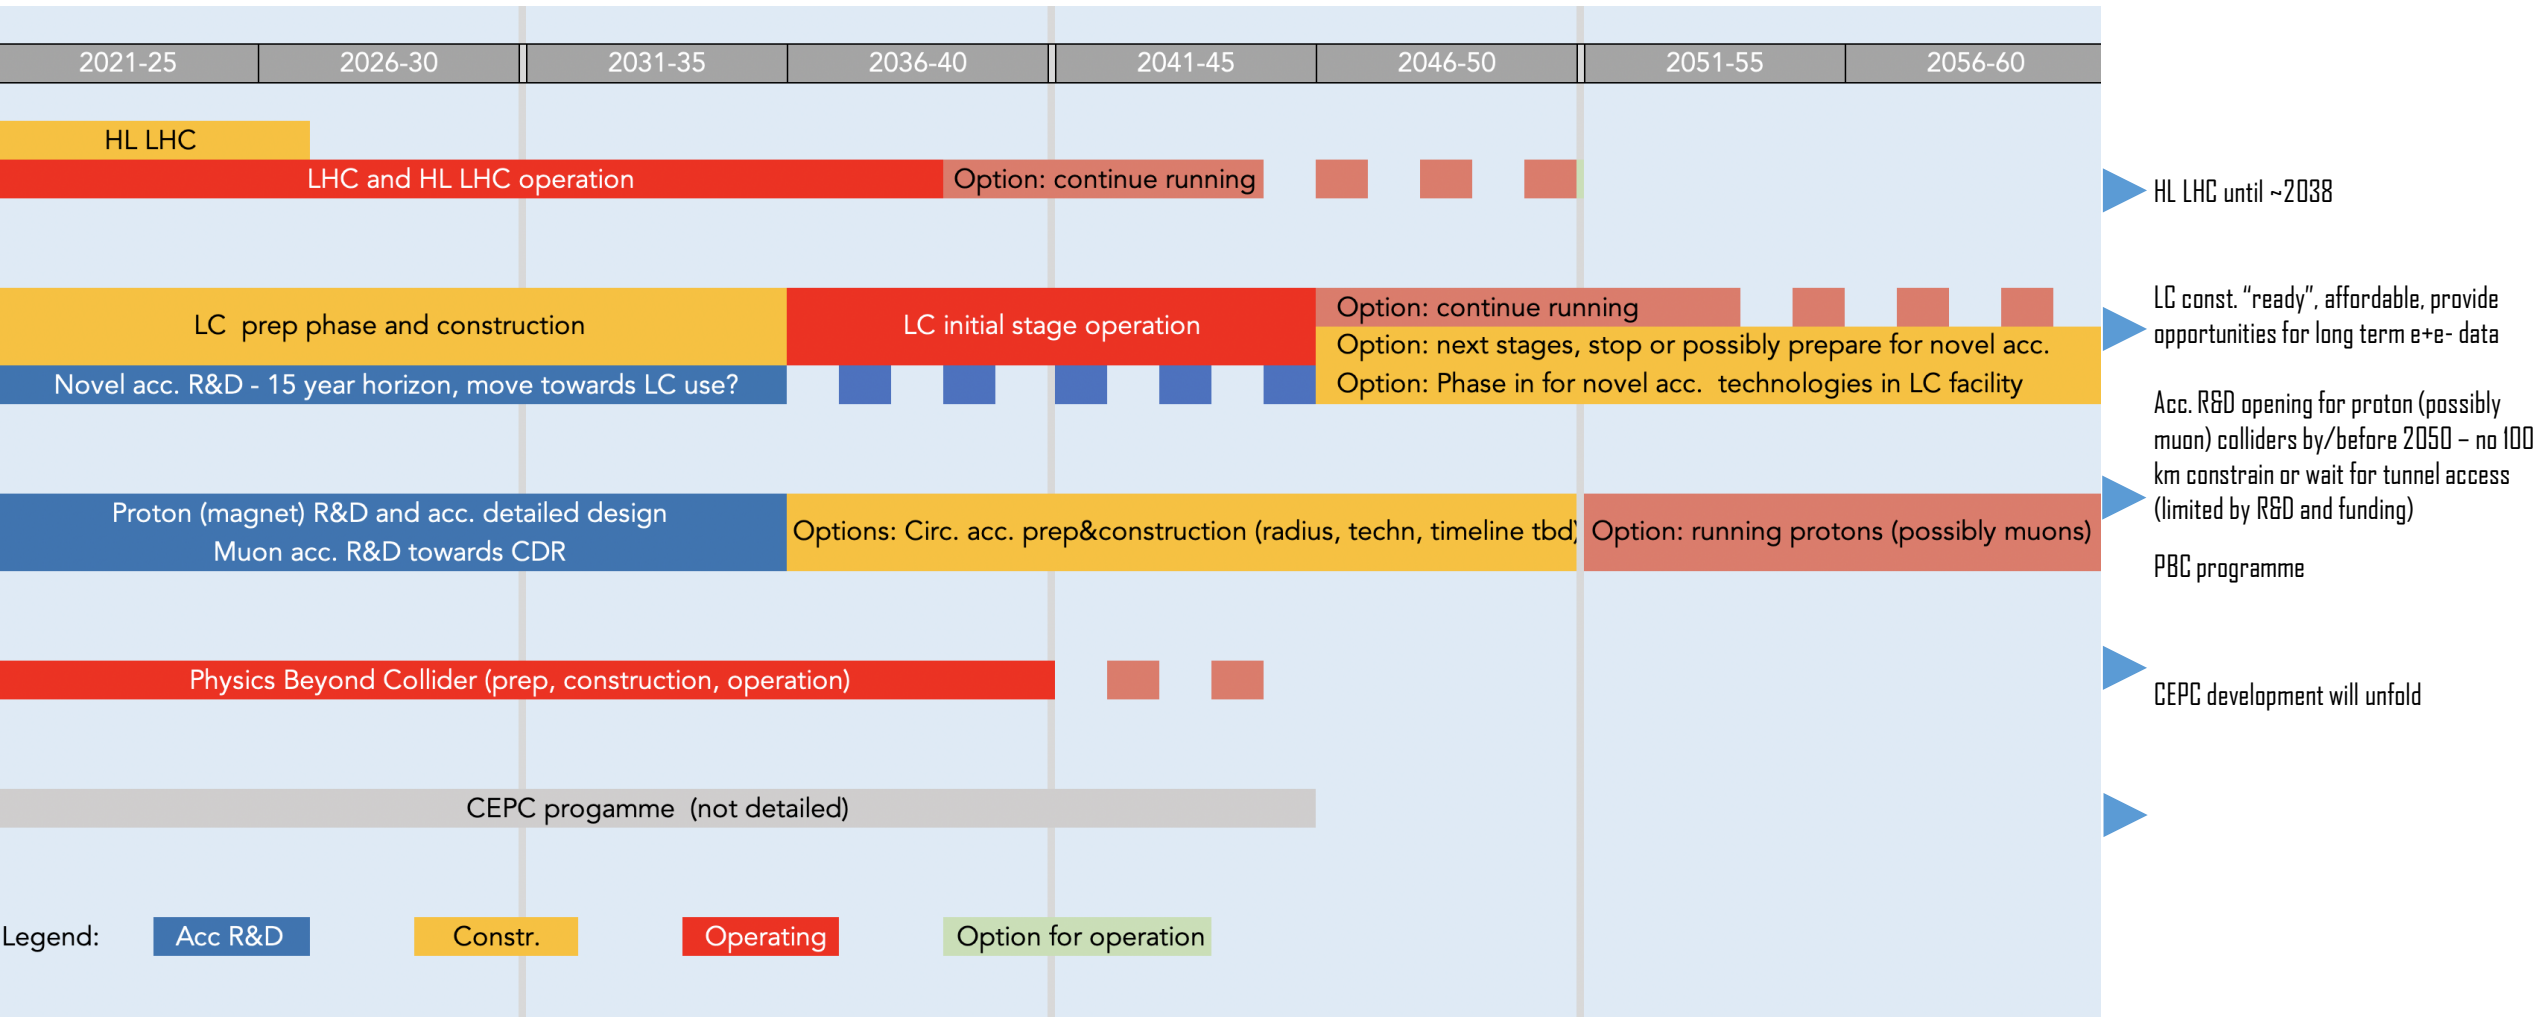 2021-25 2026-30 2031-35 2036-40 2041-45 2046-50 2051-55 2056-60
HL LHC
LHC and HL LHC operation
Option: continue running
HL LHC until ~2038
LC  prep phase and construction
LC initial stage operation
Option: continue running
Option: next stages, stop or possibly prepare for novel acc.
Novel acc. R&D - 15 year horizon, move towards LC use?
Option: Phase in for novel acc.  technologies in LC facility
LC const. “ready”, affordable, provide
opportunities for long term e+e- data
Acc. R&D opening for proton (possibly
muon) colliders by/before 2050 – no 100
km constrain or wait for tunnel access
(limited by R&D and funding)
Proton (magnet) R&D and acc. detailed design
Muon acc. R&D towards CDR
Options: Circ. acc. prep&construction (radius, techn, timeline tbd)
Option: running protons (possibly muons)
PBC programme
Physics Beyond Collider (prep, construction, operation)
CEPC development will unfold
CEPC progamme  (not detailed)
Legend:
Acc R&D
Constr.
Operating
Option for operation